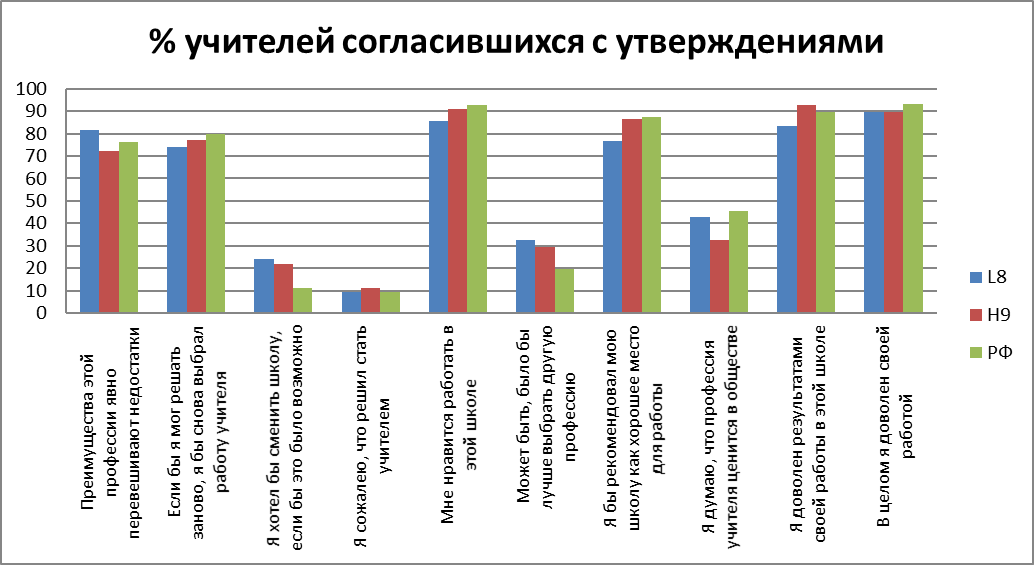 % учителей согласившихся с утверждениями
100
90
80
70
60
50
40
30
20
10
0
Преимущества этой
профессии явно
перевешивают недостатки
Если бы я мог решать
заново, я бы снова выбрал
работу учителя
Я хотел бы сменить школу,
если бы это было возможно
Я сожалею, что решил стать
учителем
Мне нравится работать в
этой школе
Может быть, было бы
лучше выбрать другую
профессию
Я бы рекомендовал мою
школу как хорошее место
для работы
Я думаю, что профессия
учителя ценится в обществе
Я доволен результатами
своей работы в этой школе
В целом я доволен своей
работой
L8
H9
РФ